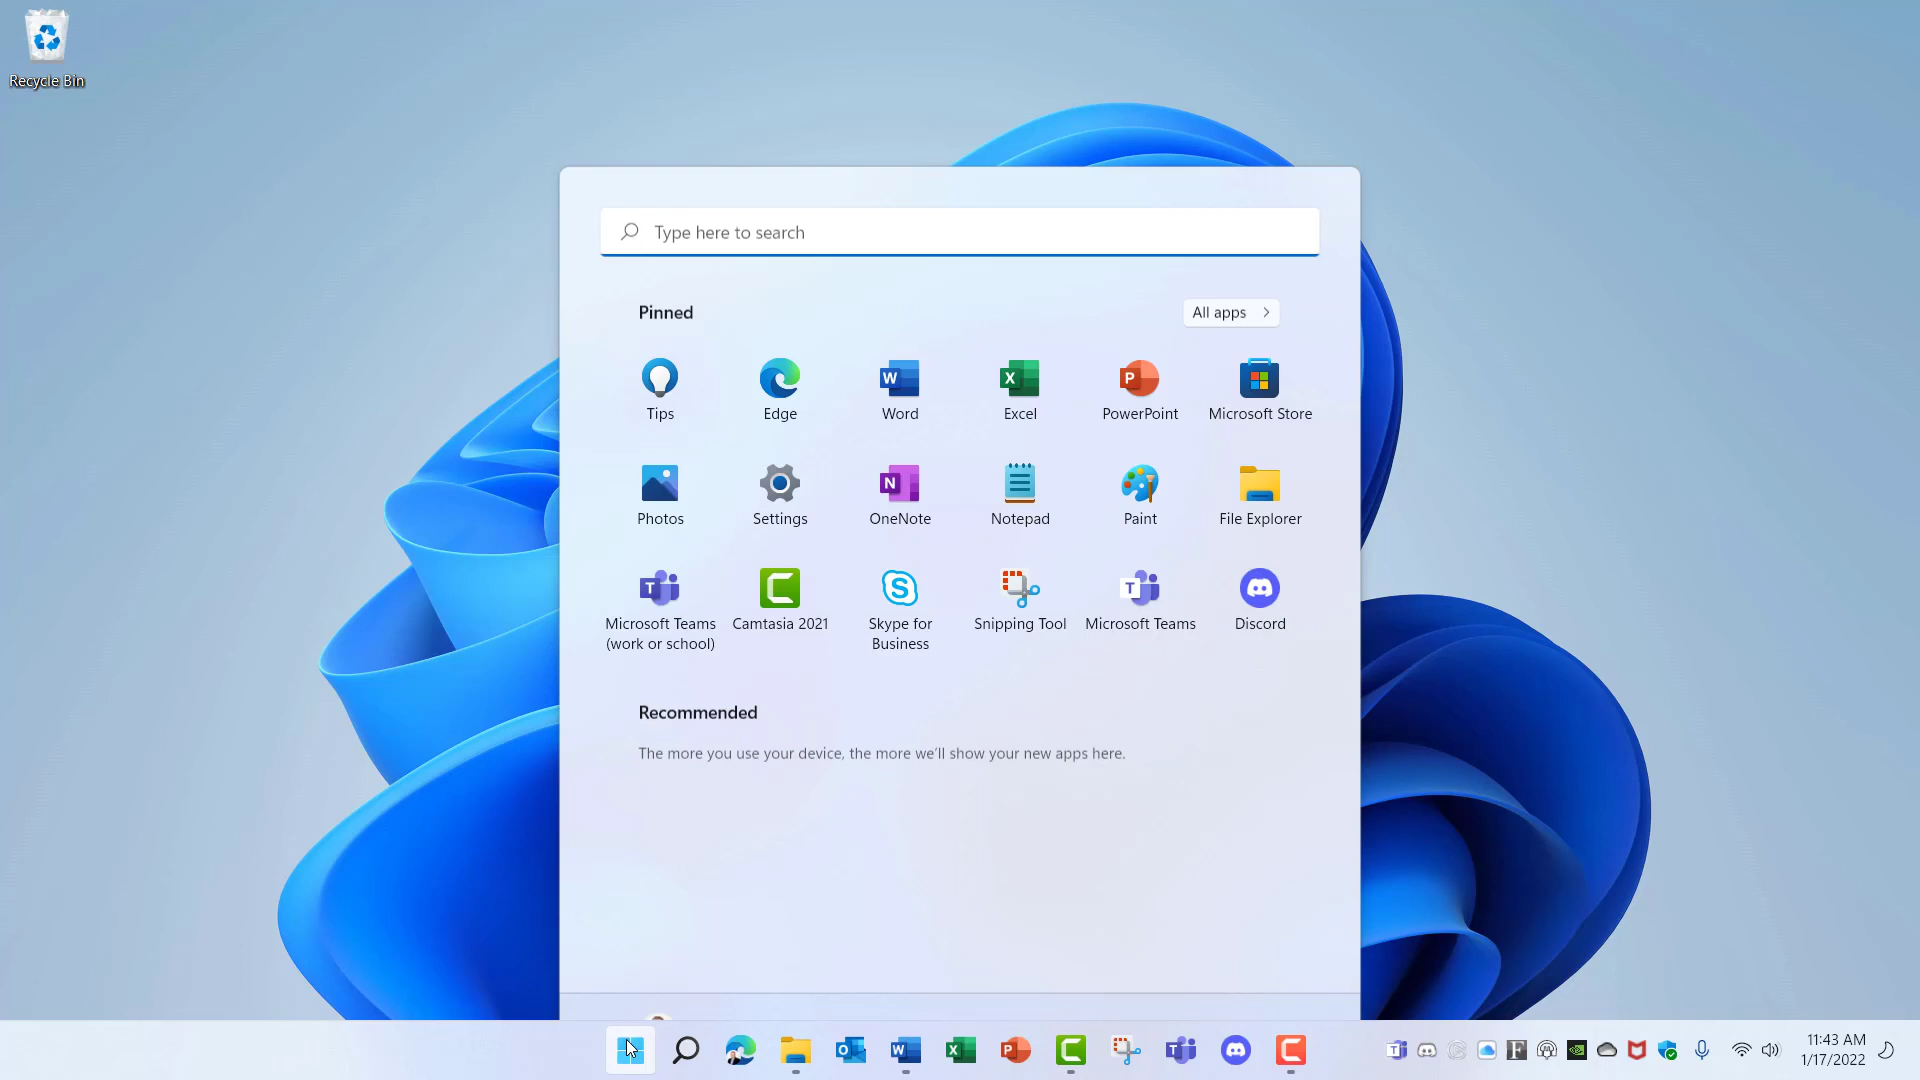 Recycle Bin
Type here to search
Pinned
All apps
Tips
Edge
Word
Excel
PowerPoint
Microsoft Store
Photos
Settings
OneNote
Notepad
Paint
File Explorer
Microsoft Teams
(work or school)
Camtasia 2021
Skype for
Business
Snipping Tool
Microsoft Teams
Discord
Recommended
The more you use your device, the more we'll show your new apps here.
11:43 AM
1/17/2022